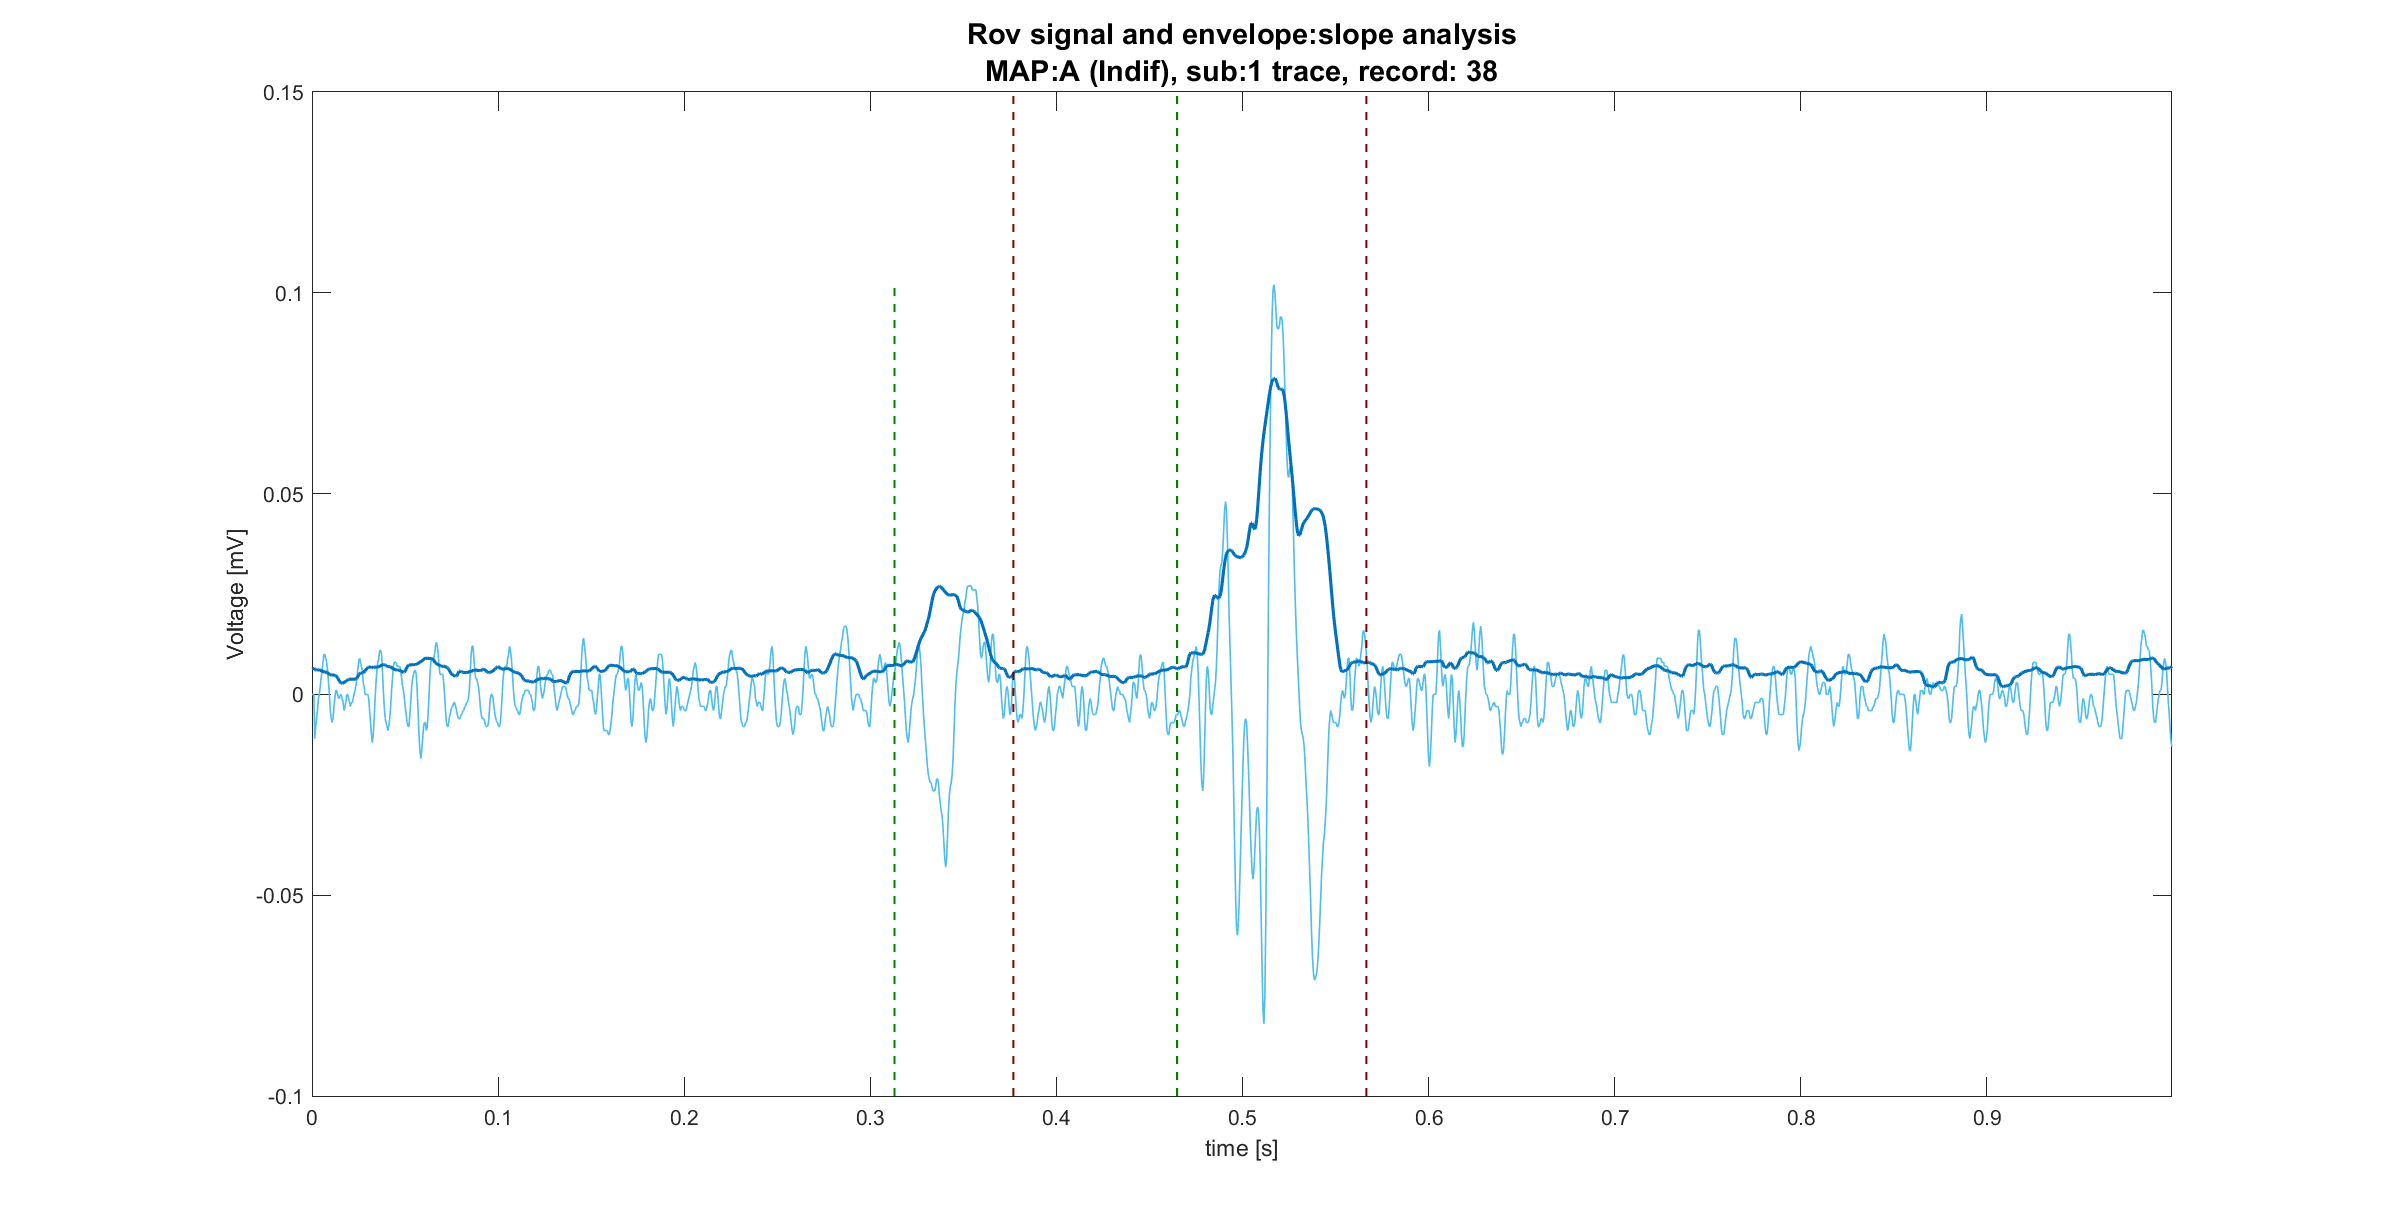 Rov signal and envelope:slope analysis
MAP:A (Indif), sub:1 trace, record: 38
0.15
0.1
0.05
0
-0.05
-0.1
Voltage [mV]
0 0.1 0.2 0.3 0.4 0.5 0.6 0.7 0.8 0.9
time [s]